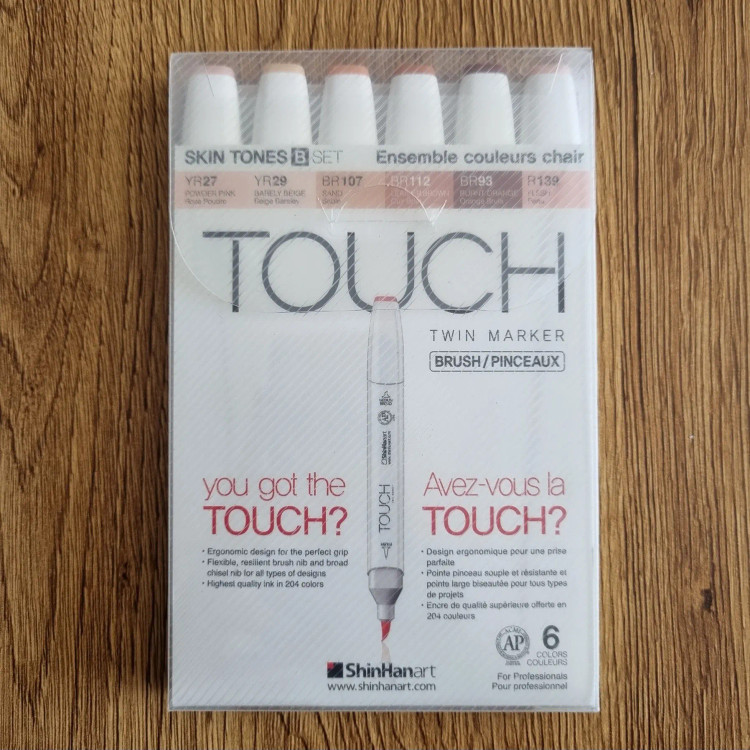 SKIN TONES B SET Ensemble couleurs chair
YR27 YR29 BR107 BR112 BR93 R139
POWDER PINK BARELY BEIGE SAND
Rose Poudre
TOUCH
TWIN MARKER
BRUSH/PINCEAUX
ShinHanart
TOUCH
you got the
TOUCH?
• Ergonomic design for the perfect grip
• Flexible, resilient brush nib and broad
chisel nib for all types of designs
• Highest quality ink in 204 colors
Avez-vous la
TOUCH?
• Design ergonomique pour une prise
parfaite
• Pointe pinceau souple et résistante et
pointe large biseautée pour tous types
de projets
• Encre de qualité supérieure offerte en
204 couleurs
ACMI
AP
6
COLORS
COULEURS
For Professionals
Pour professionnel
ShinHanart
www.shinhanart.com